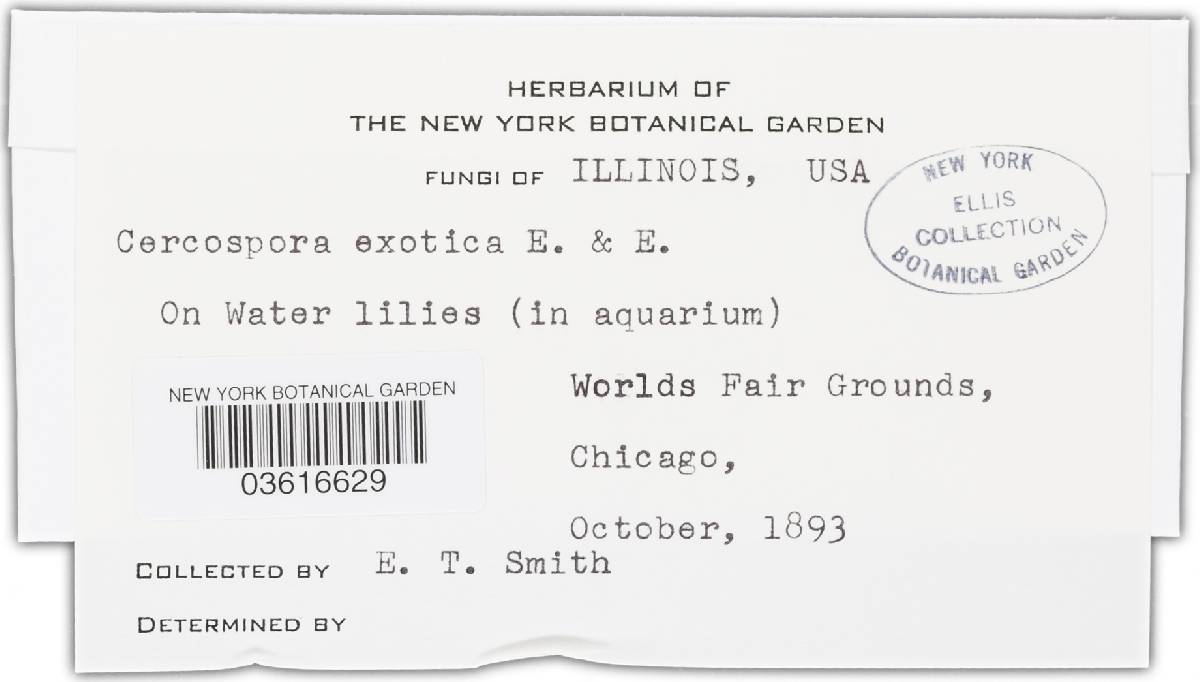 HERBARIUM OF
THE NEW YORK BOTANICAL GARDEN
FUNGI OF ILLINOIS, USA
NEW YORK
ELLIS
COLLECTION
BOTANICAL GARDEN
Cercospora exotica E. & E.
On Water lilies (in aquarium)
NEW YORK BOTANICAL GARDEN
03616629
Worlds Fair Grounds,
Chicago,
October, 1893
COLLECTED BY E. T. Smith
DETERMINED BY